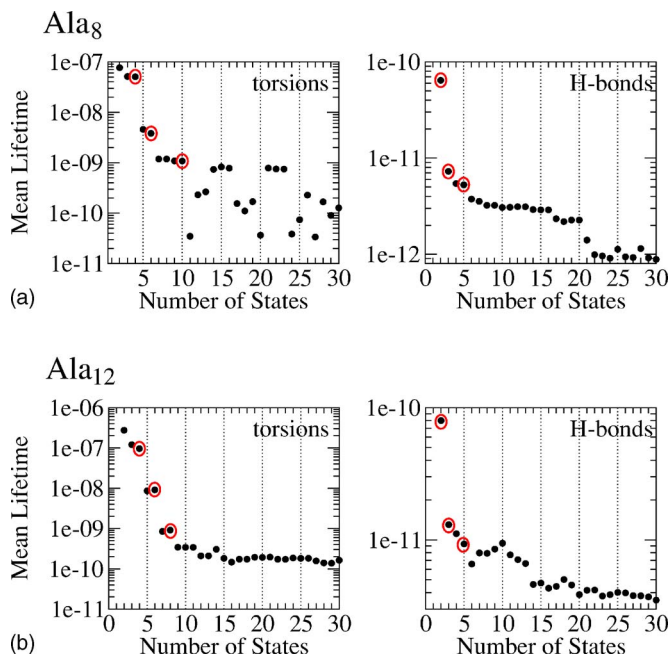 Ala8
1e-07
1e-08
1e-09
1e-10
1e-11
Mean Lifetime
torsions
5 10 15 20 25 30
Number of States
1e-10
1e-11
1e-12
H-bonds
0 5 10 15 20 25 30
Number of States
(a)
Ala12
1e-06
1e-07
1e-08
1e-09
1e-10
1e-11
Mean Lifetime
torsions
0 5 10 15 20 25 30
Number of States
1e-10
1e-11
H-bonds
0 5 10 15 20 25 30
Number of States
(b)